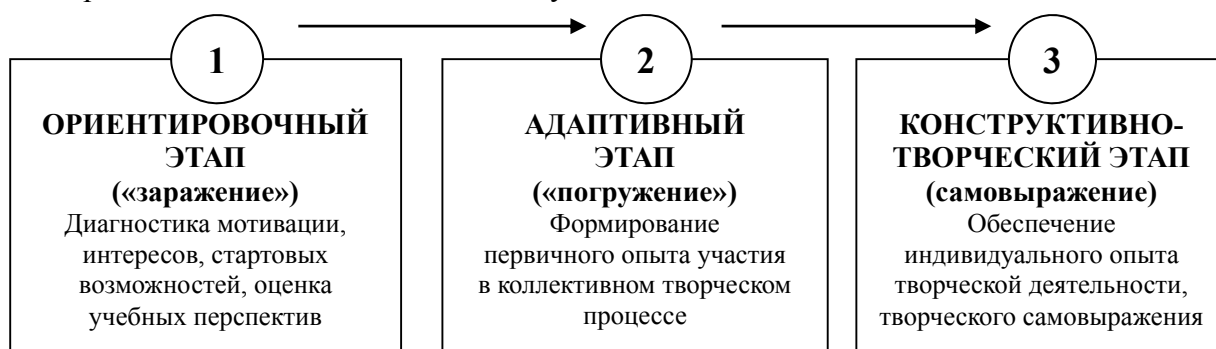 1
ОРИЕНТИРОВОЧНЫЙ
ЭТАП
(«заражение»)
Диагностика мотивации,
интересов, стартовых
возможностей, оценка
учебных перспектив
2
АДАПТИВНЫЙ
ЭТАП
(«погружение»)
Формирование
первичного опыта участия
в коллективном творческом
процессе
3
КОНСТРУКТИВНО-
ТВОРЧЕСКИЙ ЭТАП
(самовыражение)
Обеспечение
индивидуального опыта
творческой деятельности,
творческого самовыражения